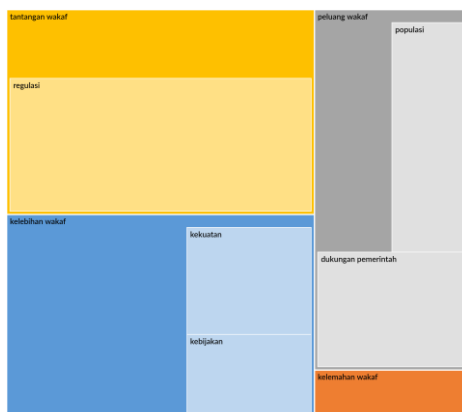 tantangan wakaf
regulasi
kelebihan wakaf
kekuatan
kebijakan
peluang wakaf
populasi
dukungan pemerintah
kelemahan wakaf